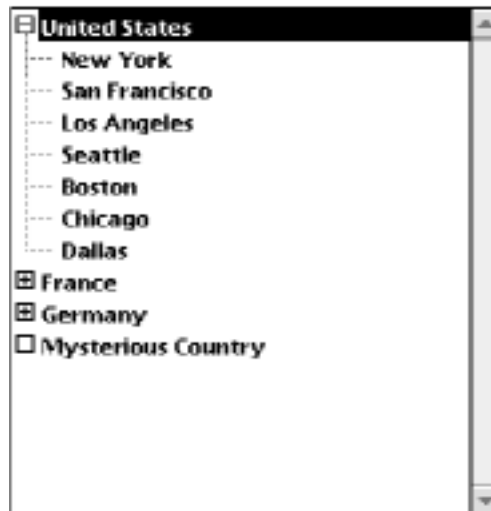 United States
New York
San Francisco
Los Angeles
Seattle
Boston
Chicago
Dallas
France
Germany
Mysterious Country